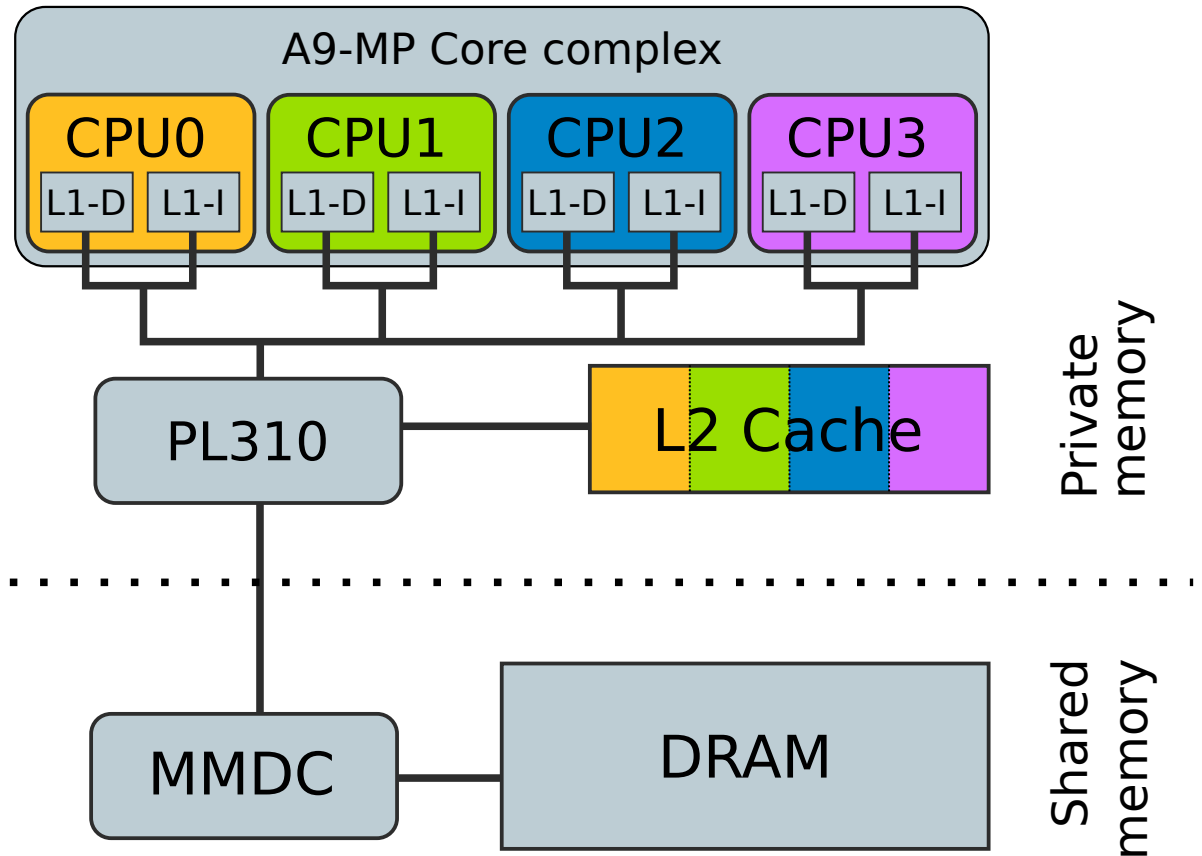 A9-MP Core complex
CPU0
CPU1
CPU2
CPU3
L1-D
L1-I
L1-D
L1-I
L1-D
L1-I
L1-D
L1-I
PL310
L2 Cache
Private
memory
MMDC
DRAM
Shared
memory